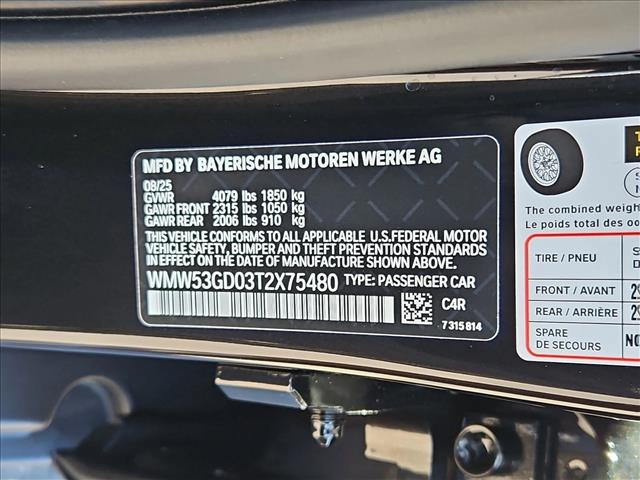 MFD BY BAYERISCHE MOTOREN WERKE AG
08/25
GVWR 4079 lbs 1850 kg
GAWR FRONT 2315 lbs 1050 kg
GAWR REAR 2006 lbs 910 kg
THIS VEHICLE CONFORMS TO ALL APPLICABLE U.S.FEDERAL MOTOR
VEHICLE SAFETY, BUMPER AND THEFT PREVENTION STANDARDS
IN EFFECT ON THE DATE OF MANUFACTURE SHOWN ABOVE.
WMW53GD03T2X75480 TYPE: PASSENGER CAR
C4R
7 315 814
The combined weigh
Le poids total des oc
TIRE / PNEU
FRONT / AVANT
REAR / ARRIÈRE
SPARE
DE SECOURS